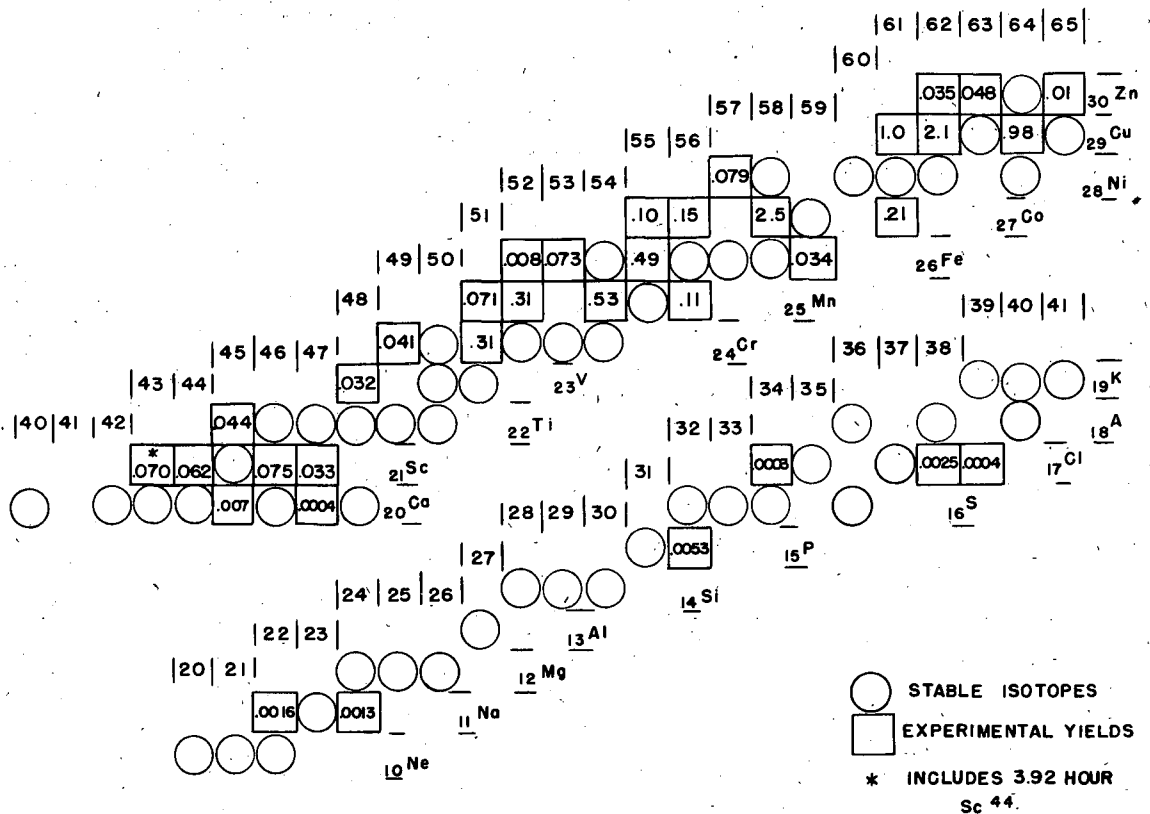 |61|62|63|64|65|
|60|
.035 .048 .01 30 Zn
|57|58|59|
1.0 2.1 .98 29 Cu
|55|56|
.079 28 Ni
|52|53|54|
.10 .15 2.5 .21 27 Co
|51|
.008 .073 .49 .034 26 Fe
|49|50|
.071 .31 .53 .11 25 Mn
|48|
.041 .31 24 Cr
|39|40|41|
|45|46|47|
.032 23 V
|36|37|38|
19 K
|43|44|
.044 22 Ti
|34|35|
18 A
|40|41| |42|
* .070 .062 .075 .033 21 Sc
|32|33|
.0025 .0004 17 Cl
.007 .0004 20 Ca
|31|
16 S
|28|29|30|
.0053 15 P
|27|
14 Si
|24|25|26|
13 Al
|22|23|
12 Mg
|20|21|
.0016 .0013 11 Na
10 Ne
STABLE ISOTOPES
EXPERIMENTAL YIELDS
* INCLUDES 3.92 HOUR
Sc 44.